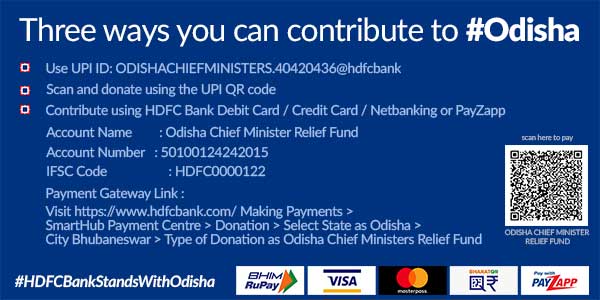 Three ways you can contribute to #Odisha
Use UPI ID: ODISHACHIEFMINISTERS.40420436@hdfcbank
Scan and donate using the UPI QR code
Contribute using HDFC Bank Debit Card / Credit Card / Netbanking or PayZapp
Account Name : Odisha Chief Minister Relief Fund
Account Number : 50100124242015
IFSC Code : HDFC0000122
Payment Gateway Link :
Visit https://www.hdfcbank.com/ Making Payments >
SmartHub Payment Centre > Donation > Select State as Odisha >
City Bhubaneswar > Type of Donation as Odisha Chief Ministers Relief Fund
scan here to pay
ODISHA CHIEF MINISTER
RELIEF FUND
#HDFCBankStandsWithOdisha
BHIM
RuPay
VISA
mastercard
masterpass
BHARATQR
Pay with
PAYZAPP